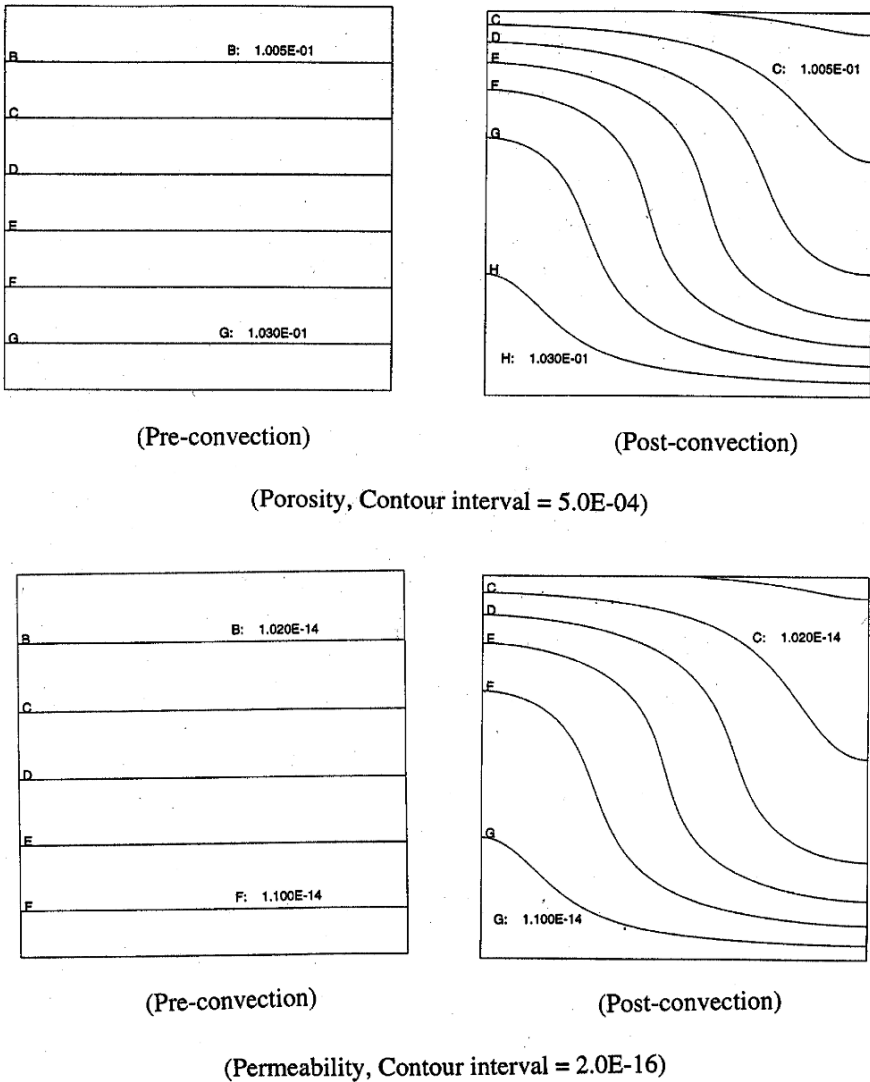 B
B: 1.005E-01
C
D
E
F
G
G: 1.030E-01
C
D
E
F
G
H
C: 1.005E-01
H: 1.030E-01
(Pre-convection)
(Post-convection)
(Porosity, Contour interval = 5.0E-04)
B
B: 1.020E-14
C
D
E
F
F: 1.100E-14
C
D
E
F
G
C: 1.020E-14
G: 1.100E-14
(Pre-convection)
(Post-convection)
(Permeability, Contour interval = 2.0E-16)